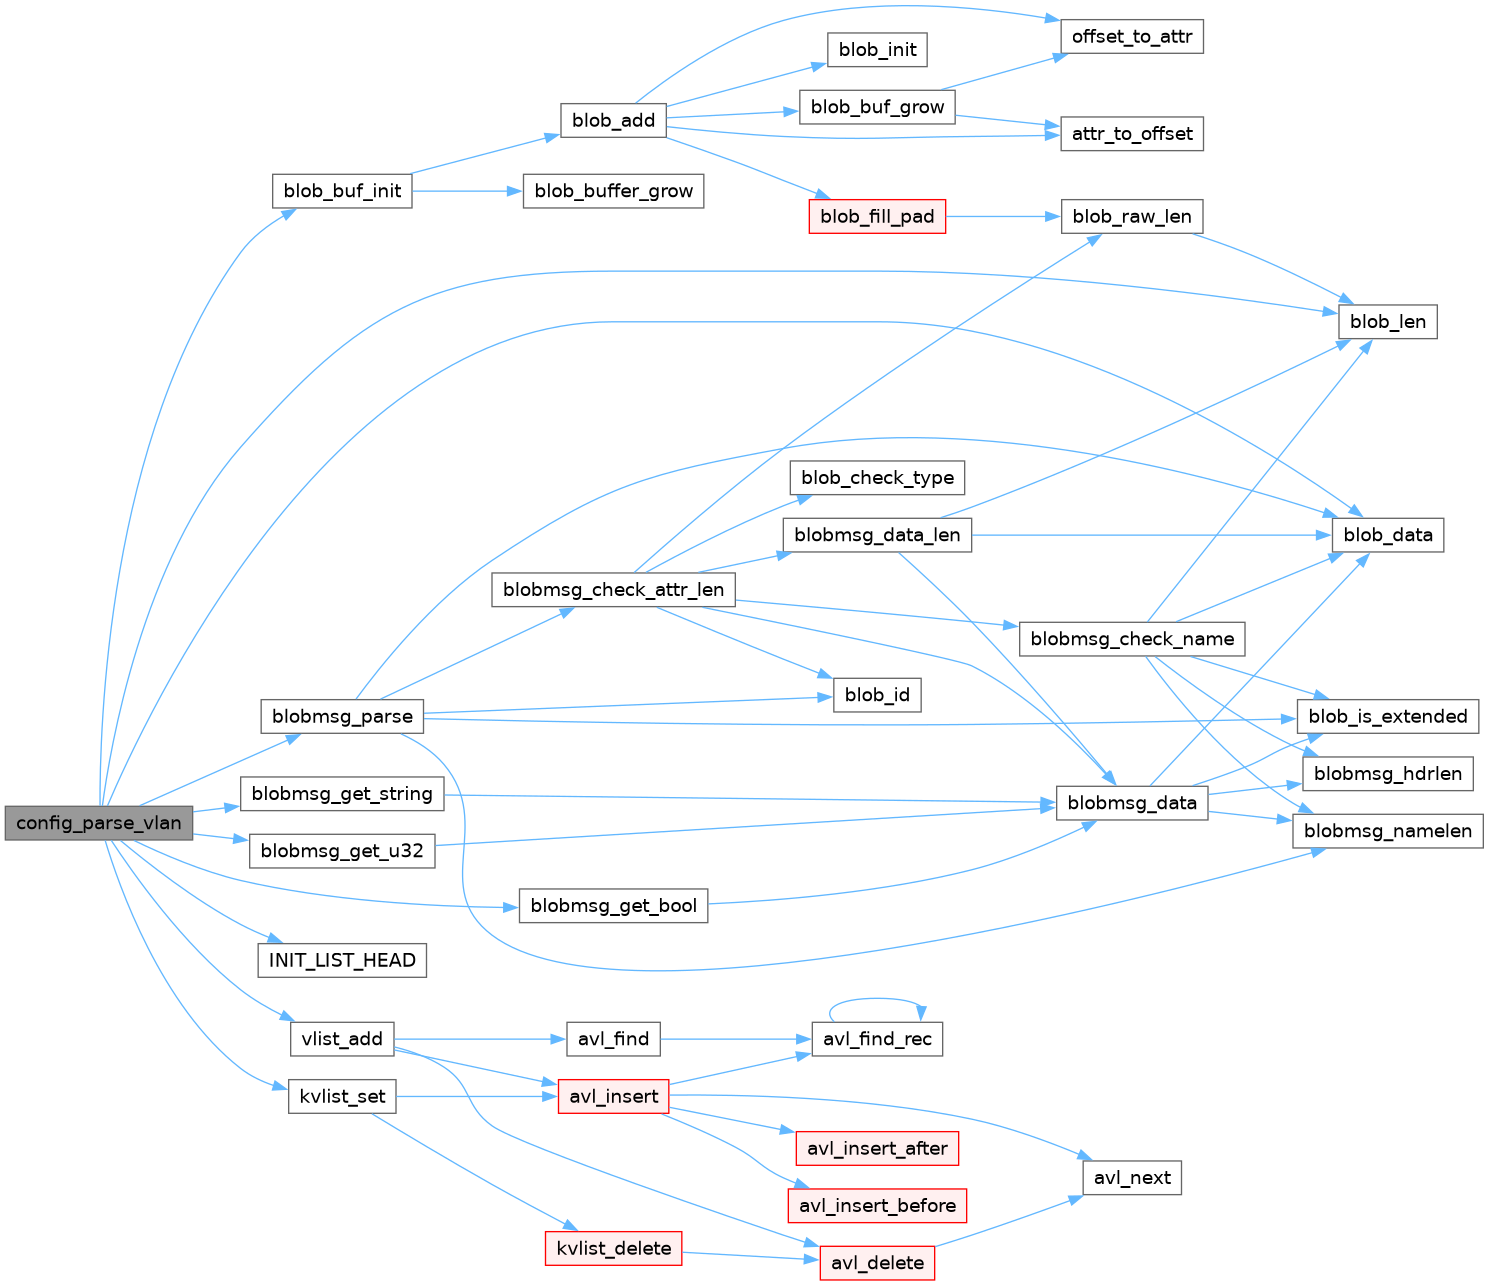 offset_to_attr
blob_init
blob_add
blob_buf_grow
attr_to_offset
blob_buf_init
blob_buffer_grow
blob_fill_pad
blob_raw_len
blob_len
blob_check_type
blobmsg_data_len
blob_data
blobmsg_check_attr_len
blobmsg_check_name
blob_id
blobmsg_parse
blob_is_extended
blobmsg_hdrlen
blobmsg_get_string
blobmsg_data
config_parse_vlan
blobmsg_namelen
blobmsg_get_u32
blobmsg_get_bool
INIT_LIST_HEAD
vlist_add
avl_find
avl_find_rec
kvlist_set
avl_insert
avl_insert_after
avl_next
avl_insert_before
kvlist_delete
avl_delete